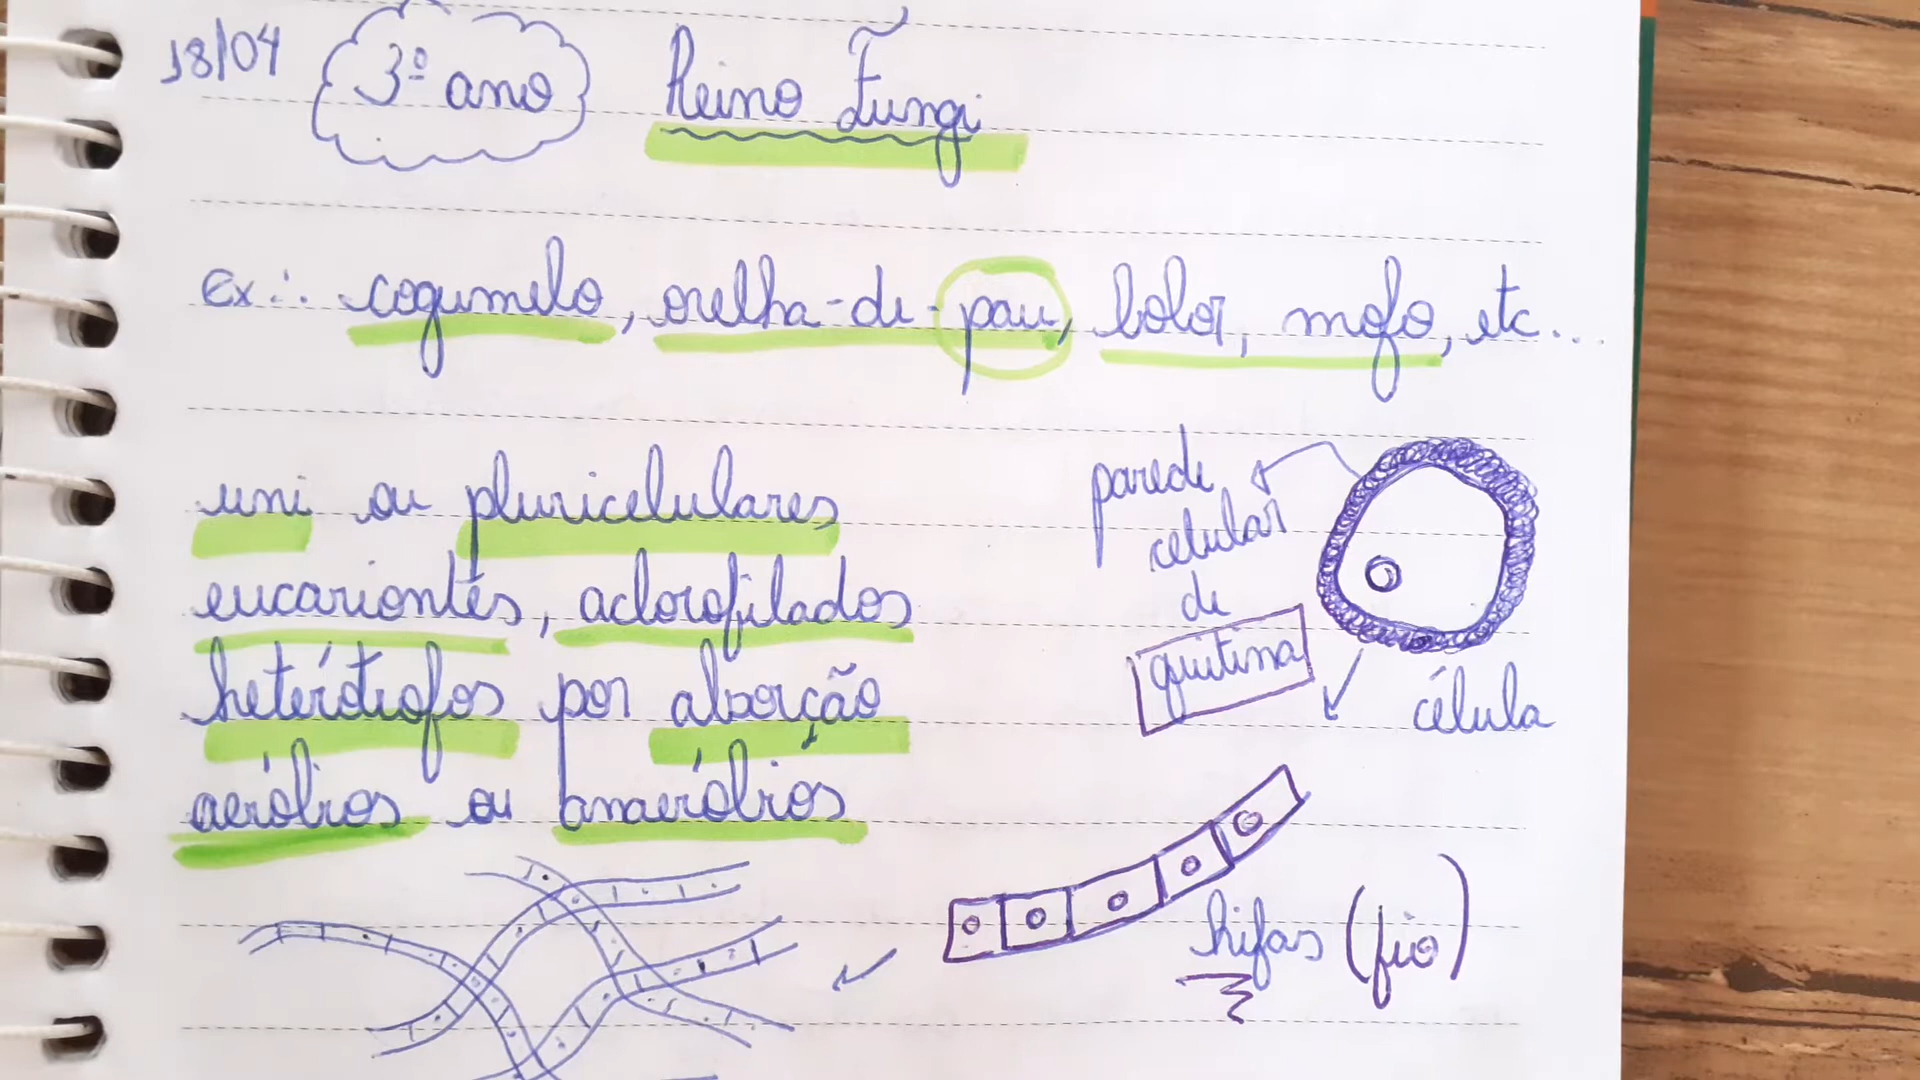 18/04 3º ano Reino Fungi
ex.: cogumelo, orelha-de-pau, bolor, mofo, etc...
uni ou pluricelulares
eucariontes, aclorofilados
heterótrofos por absorção
aeróbios ou anaeróbios
parede
celular
de
quitina
célula
hifas (fio)